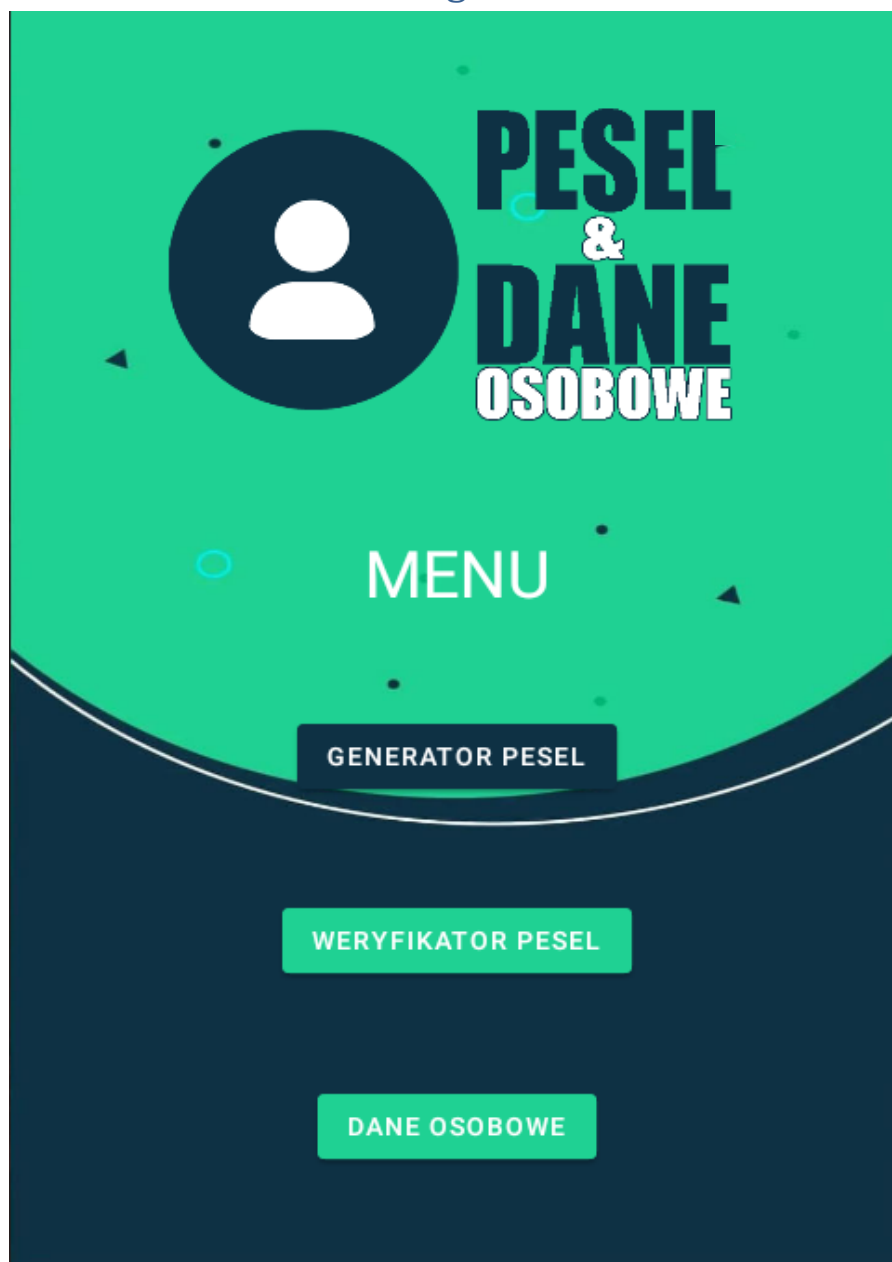 PESEL
&
DANE
OSOBOWE
MENU
GENERATOR PESEL
WERYFIKATOR PESEL
DANE OSOBOWE